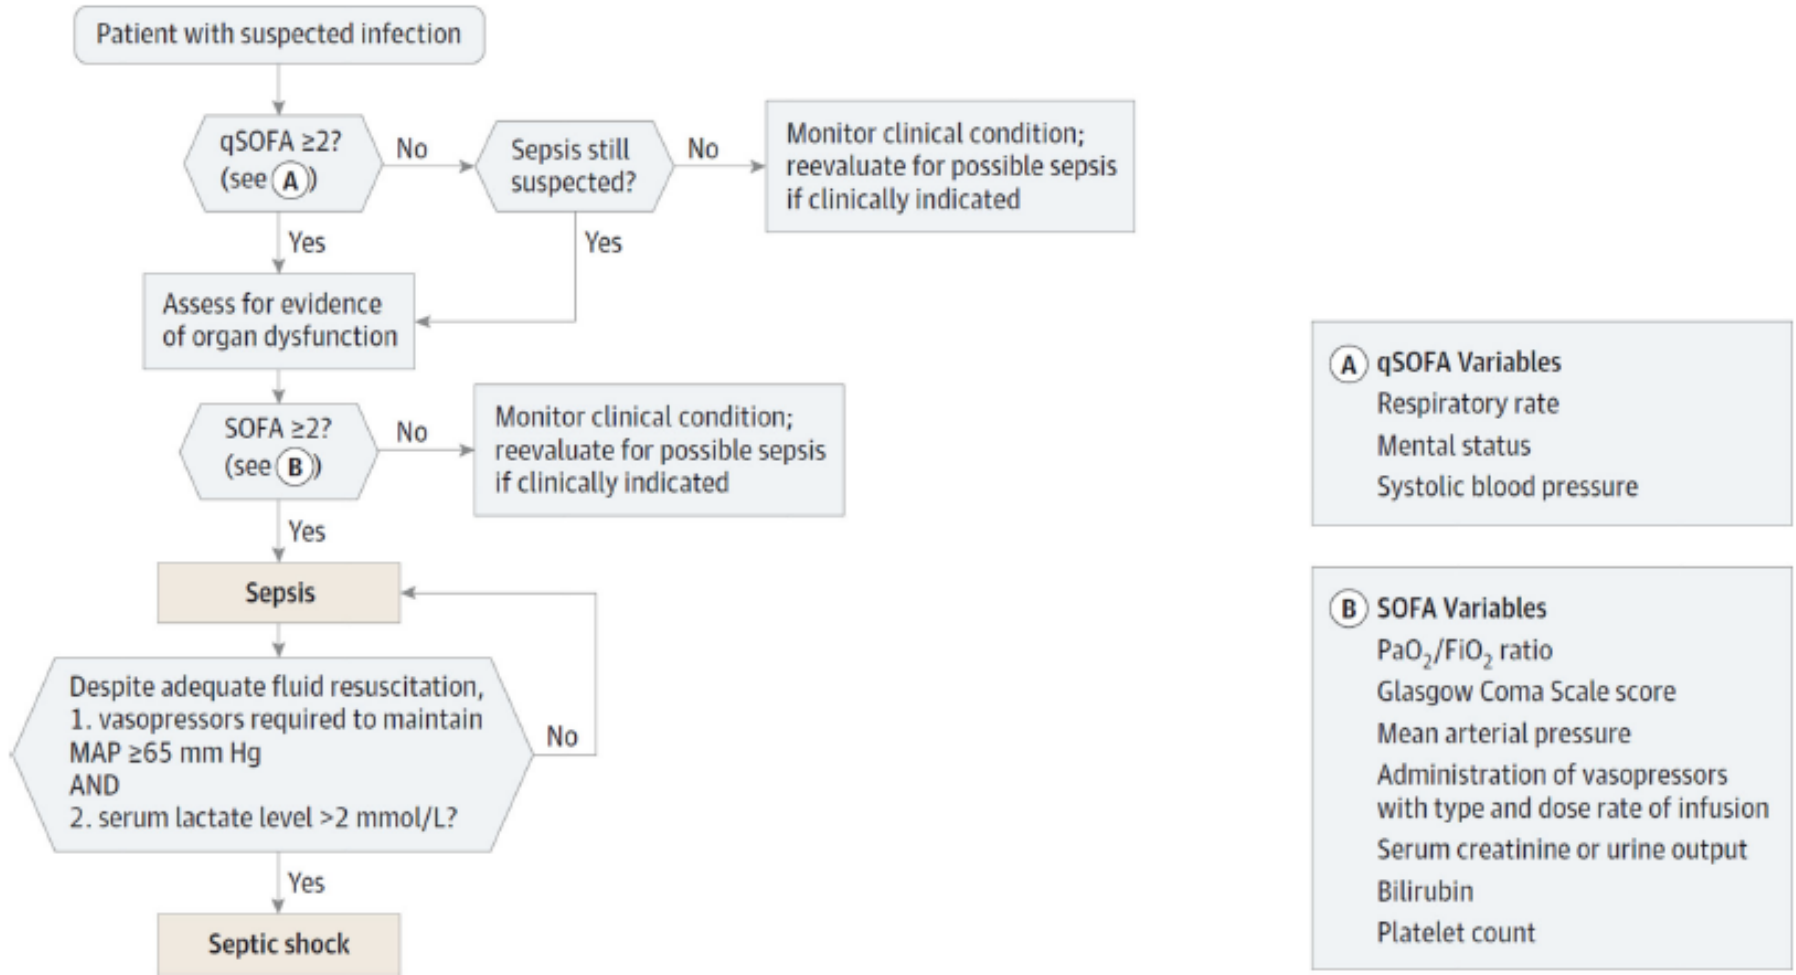 Patient with suspected infection
qSOFA ≥2?
(see A)
No
Sepsis still
suspected?
No
Monitor clinical condition;
reevaluate for possible sepsis
if clinically indicated
Yes
Yes
Assess for evidence
of organ dysfunction
SOFA ≥2?
(see B)
No
Monitor clinical condition;
reevaluate for possible sepsis
if clinically indicated
Yes
Sepsis
Despite adequate fluid resuscitation,
1. vasopressors required to maintain
MAP ≥65 mm Hg
AND
2. serum lactate level >2 mmol/L?
No
Yes
Septic shock
A qSOFA Variables
Respiratory rate
Mental status
Systolic blood pressure
B SOFA Variables
PaO₂/FiO₂ ratio
Glasgow Coma Scale score
Mean arterial pressure
Administration of vasopressors
with type and dose rate of infusion
Serum creatinine or urine output
Bilirubin
Platelet count